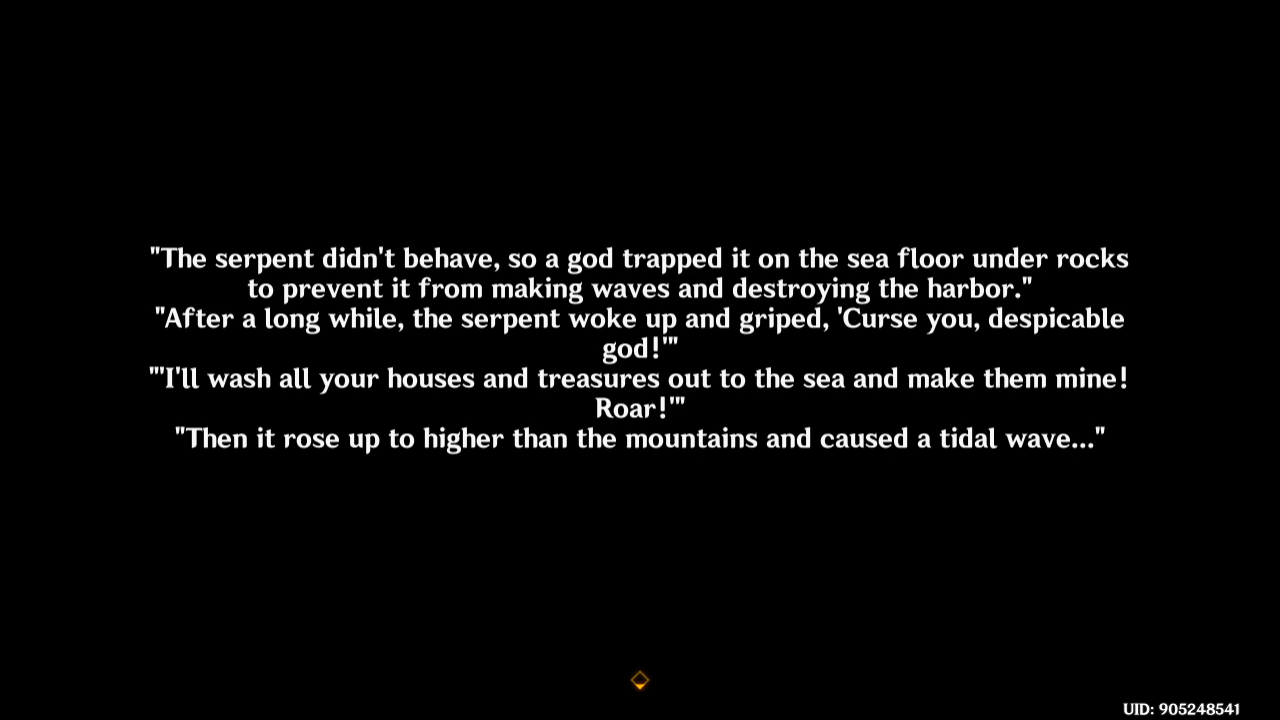 "The serpent didn't behave, so a god trapped it on the sea floor under rocks
to prevent it from making waves and destroying the harbor."
"After a long while, the serpent woke up and griped, 'Curse you, despicable
god!'"
"'I'll wash all your houses and treasures out to the sea and make them mine!
Roar!'"
"Then it rose up to higher than the mountains and caused a tidal wave..."
UID: 905248541